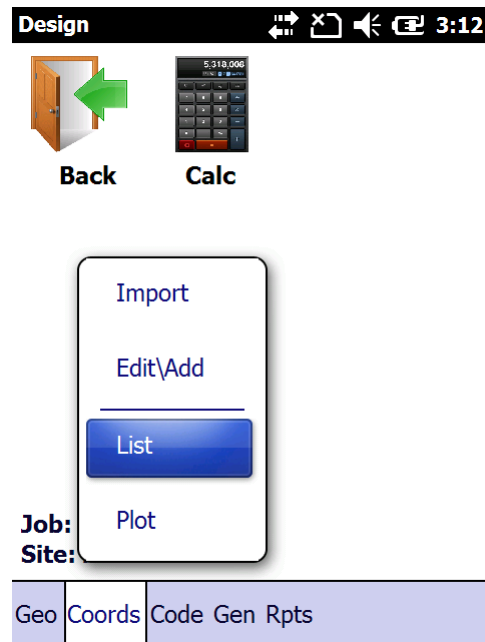 Design 3:12
5,318,008
Back Calc
Import
Edit\Add
List
Plot
Job:
Site:
Geo Coords Code Gen Rpts